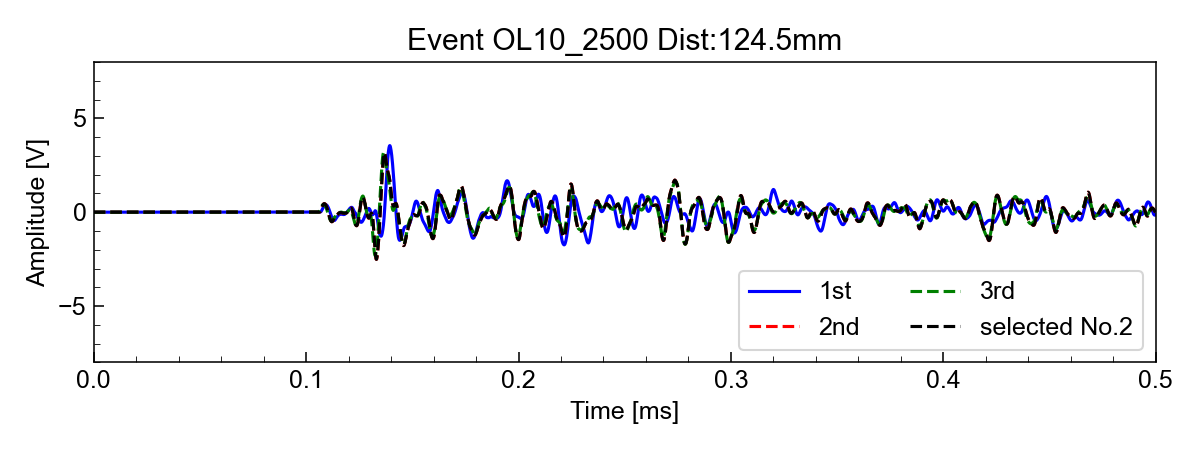 Event OL10_2500 Dist:124.5mm
Amplitude [V]
5
0
−5
1st
2nd
3rd
selected No.2
0.0 0.1 0.2 0.3 0.4 0.5
Time [ms]